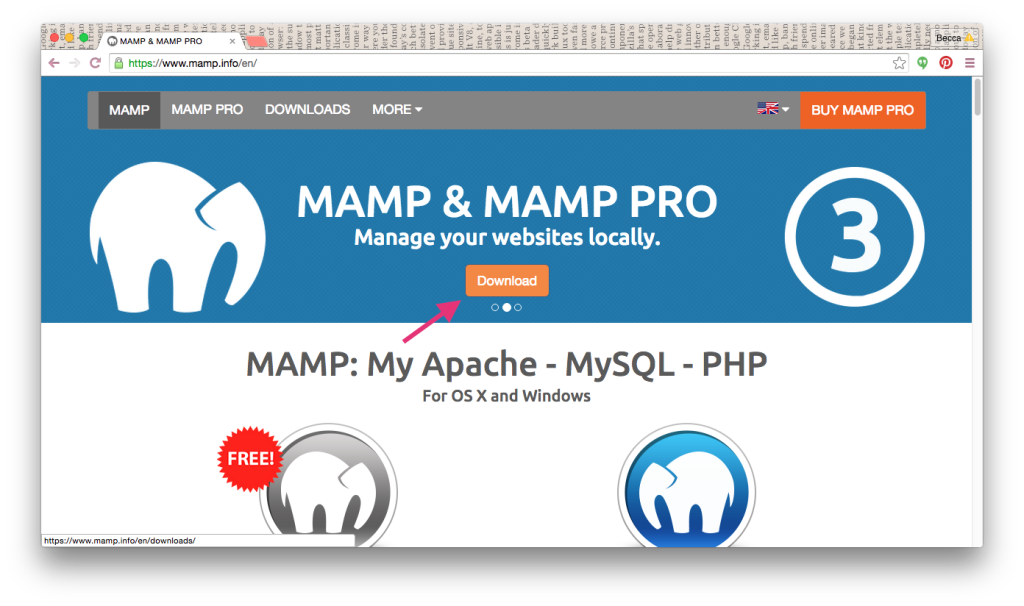 MAMP & MAMP PRO
Becca
https://www.mamp.info/en/
MAMP MAMP PRO DOWNLOADS MORE BUY MAMP PRO
MAMP & MAMP PRO
Manage your websites locally.
3
Download
MAMP: My Apache - MySQL - PHP
For OS X and Windows
FREE!
https://www.mamp.info/en/downloads/